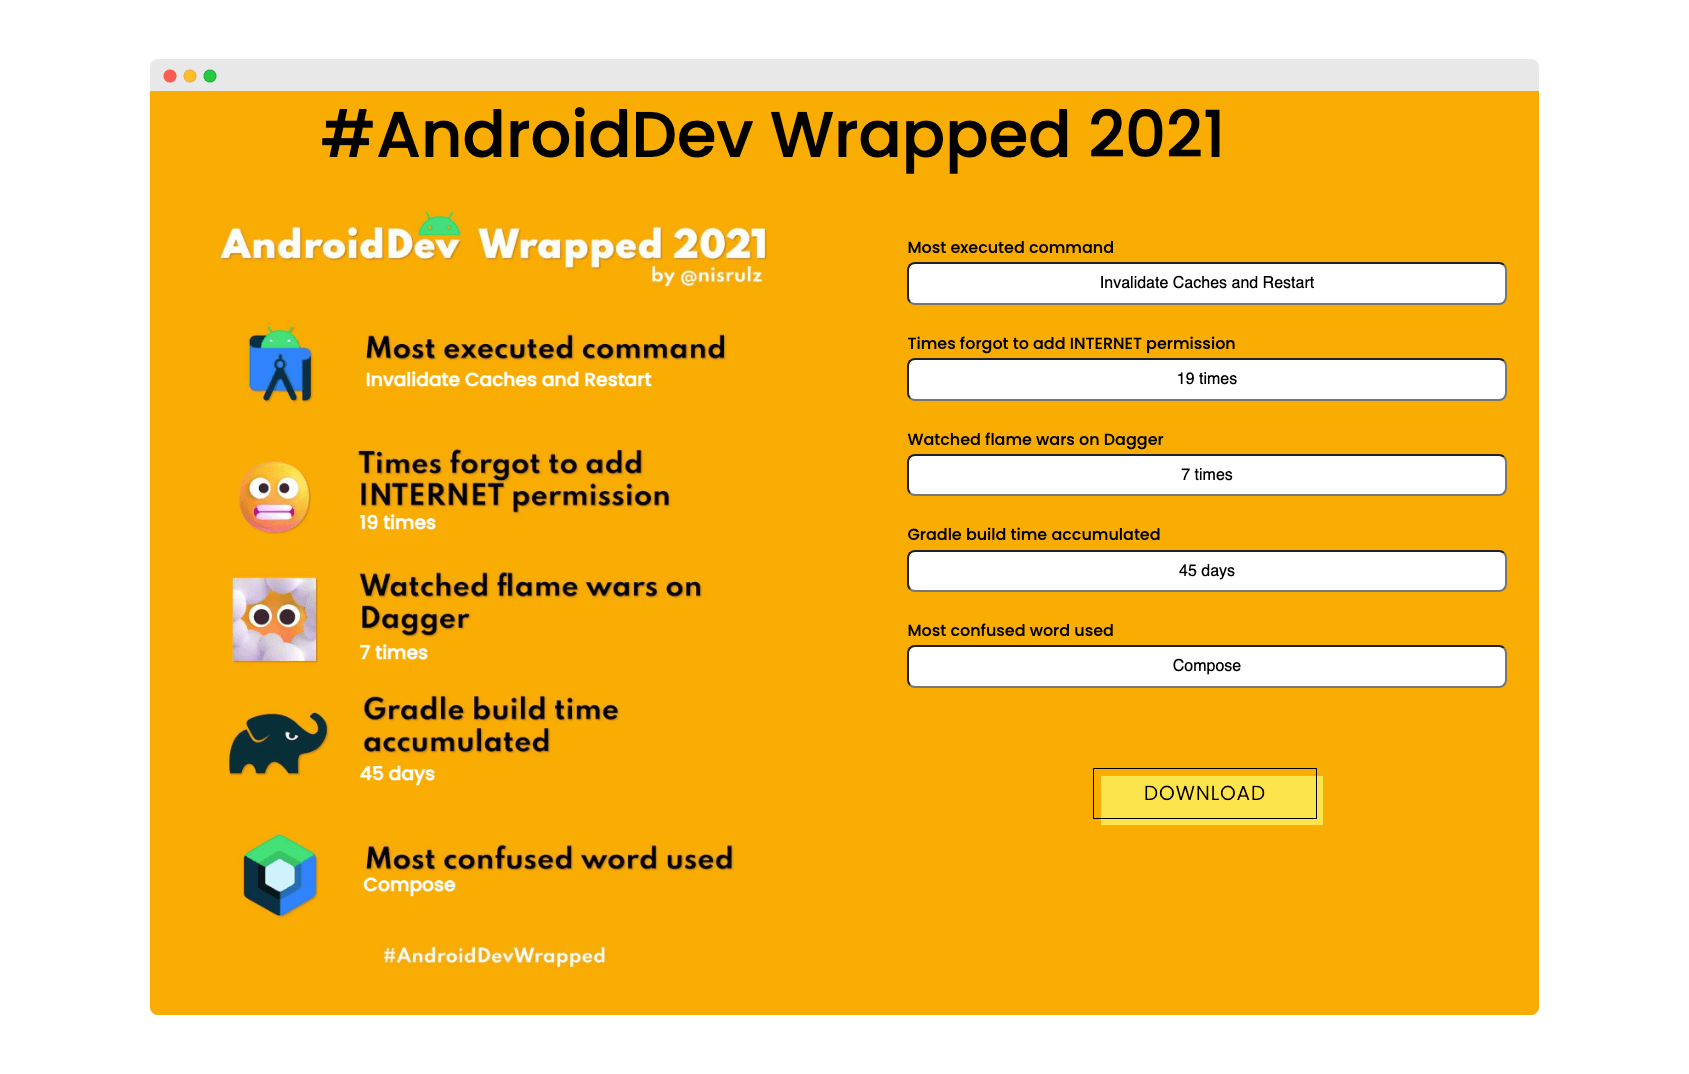 #AndroidDev Wrapped 2021
AndroidDev Wrapped 2021
by @nisrulz
Most executed command
Invalidate Caches and Restart
Times forgot to add
INTERNET permission
19 times
Watched flame wars on
Dagger
7 times
Gradle build time
accumulated
45 days
Most confused word used
Compose
#AndroidDevWrapped
Most executed command
Invalidate Caches and Restart
Times forgot to add INTERNET permission
19 times
Watched flame wars on Dagger
7 times
Gradle build time accumulated
45 days
Most confused word used
Compose
DOWNLOAD